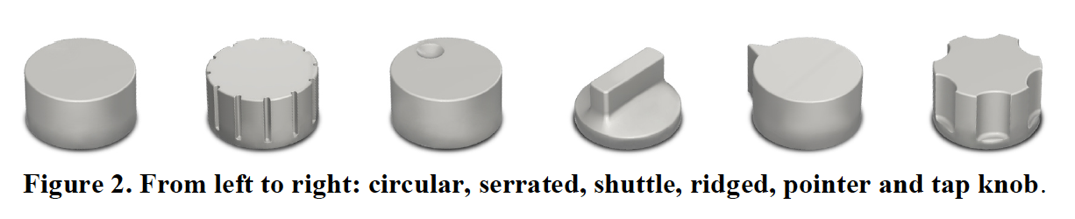 Figure 2. From left to right: circular, serrated, shuttle, ridged, pointer and tap knob.